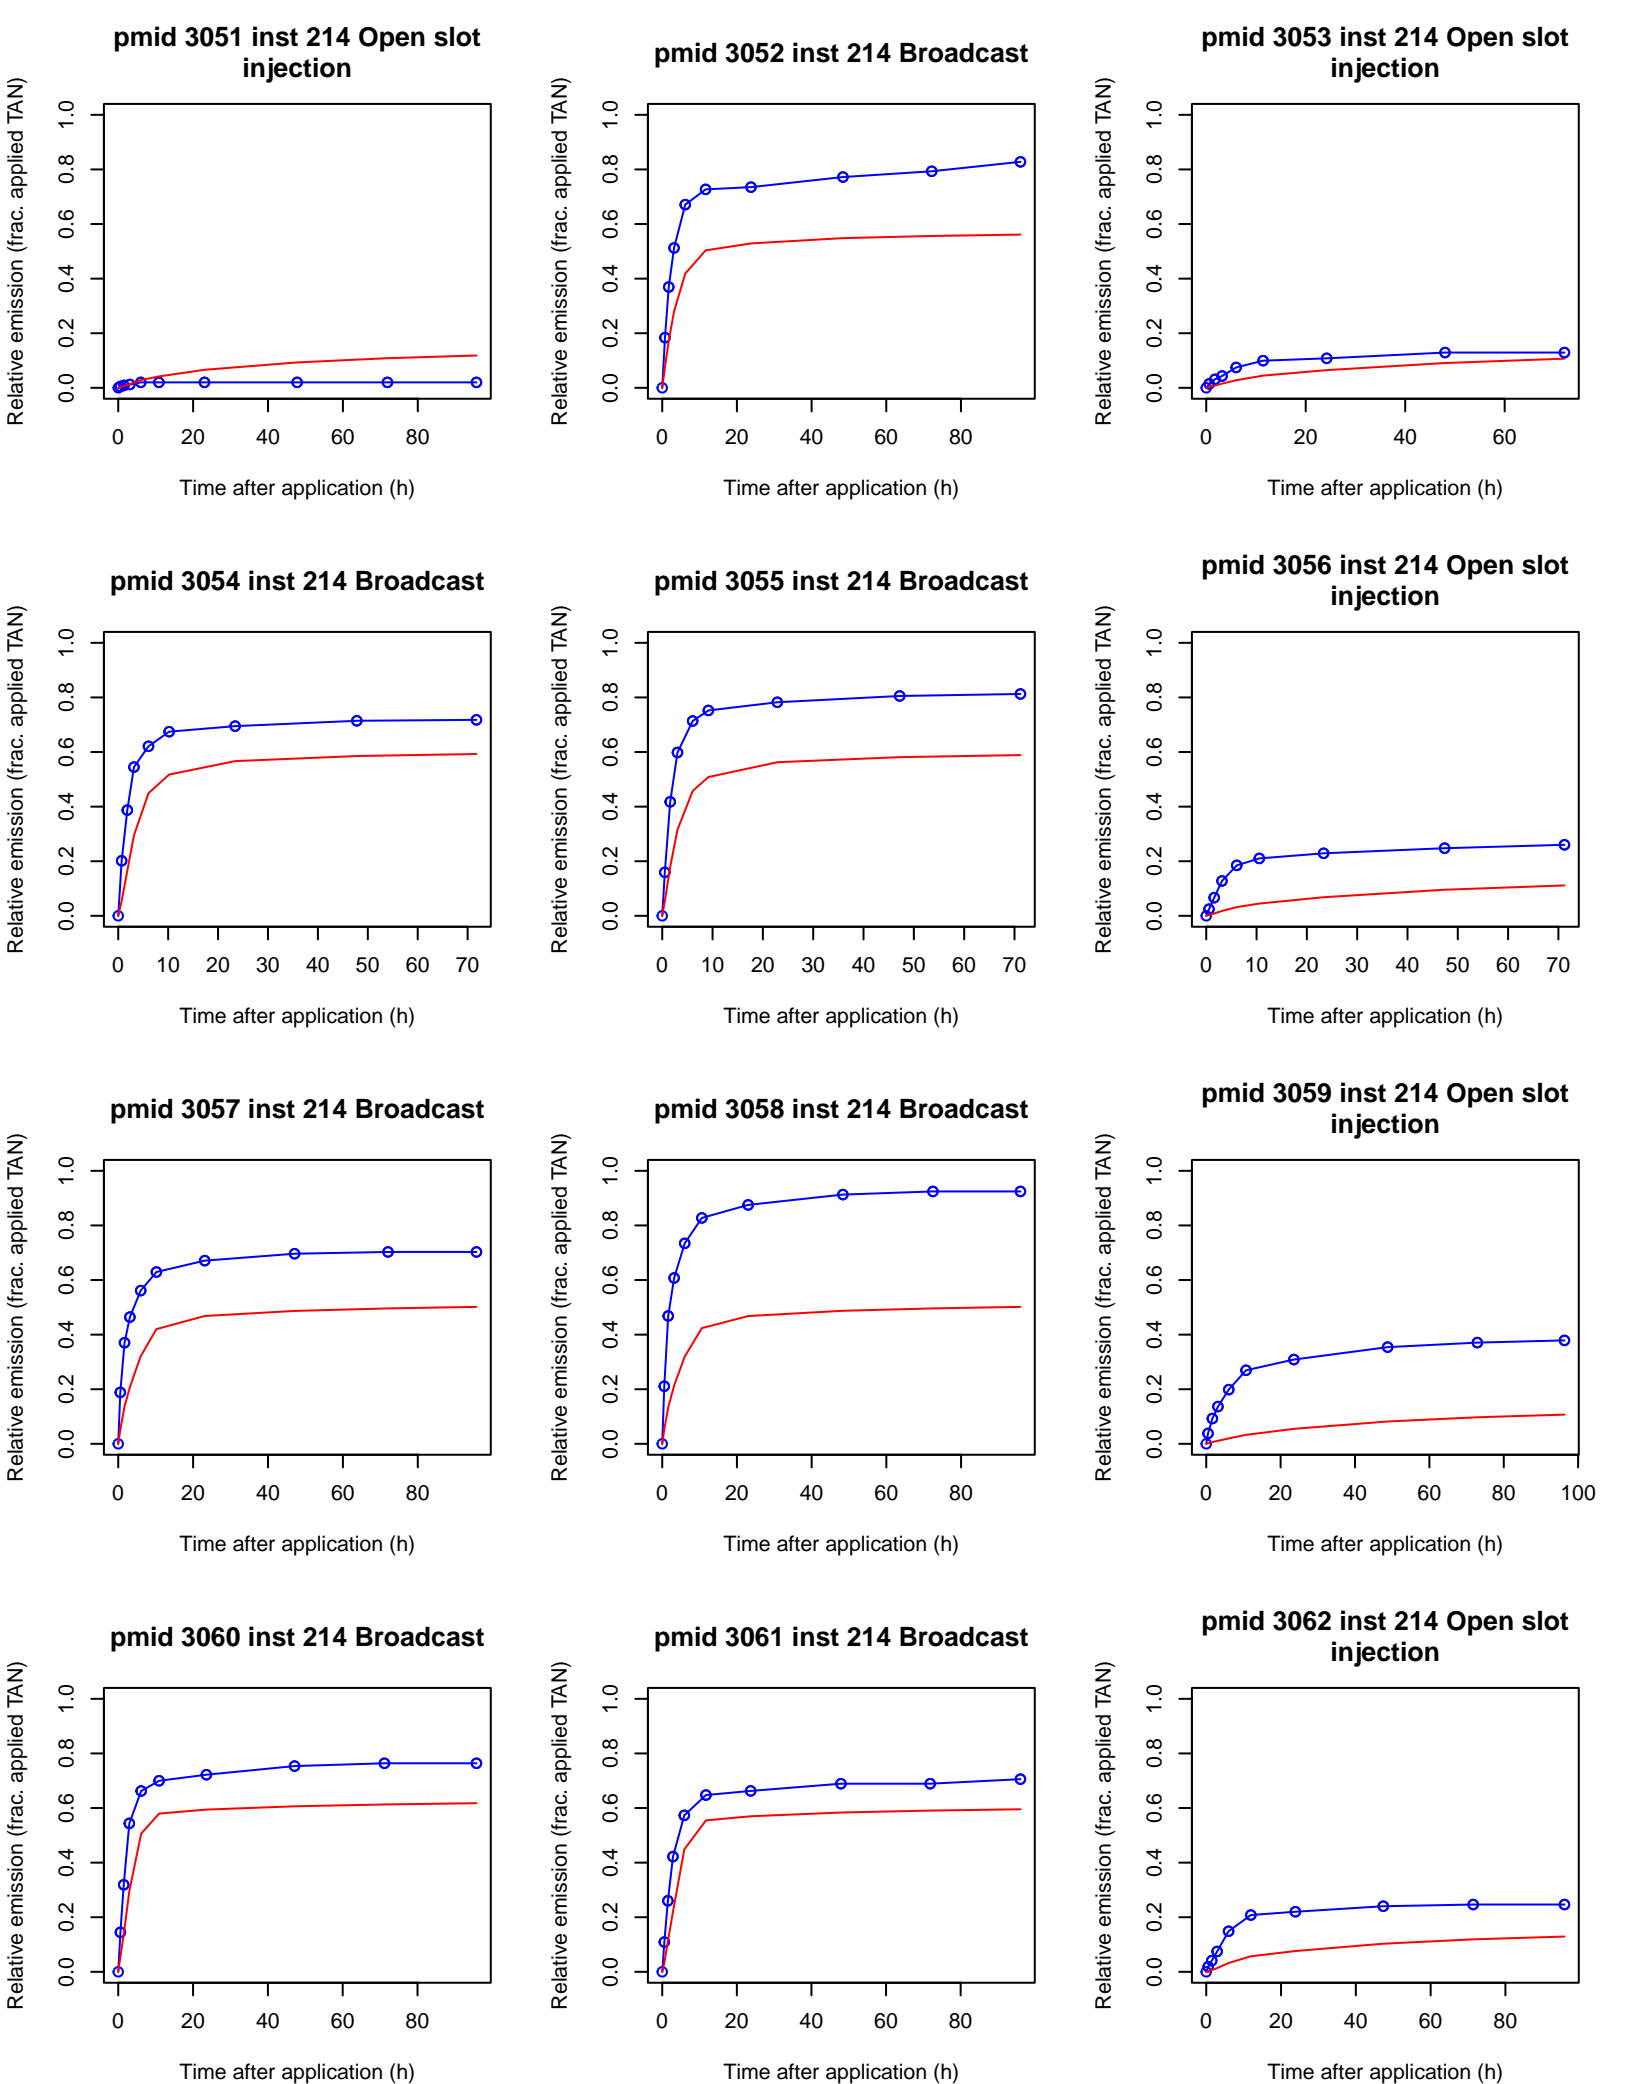 pmid 3051 inst 214 Open slot
injection
Relative emission (frac. applied TAN)
0.0 0.2 0.4 0.6 0.8 1.0
0 20 40 60 80
Time after application (h)
pmid 3052 inst 214 Broadcast
Relative emission (frac. applied TAN)
0.0 0.2 0.4 0.6 0.8 1.0
0 20 40 60 80
Time after application (h)
pmid 3053 inst 214 Open slot
injection
Relative emission (frac. applied TAN)
0.0 0.2 0.4 0.6 0.8 1.0
0 20 40 60
Time after application (h)
pmid 3054 inst 214 Broadcast
Relative emission (frac. applied TAN)
0.0 0.2 0.4 0.6 0.8 1.0
0 10 20 30 40 50 60 70
Time after application (h)
pmid 3055 inst 214 Broadcast
Relative emission (frac. applied TAN)
0.0 0.2 0.4 0.6 0.8 1.0
0 10 20 30 40 50 60 70
Time after application (h)
pmid 3056 inst 214 Open slot
injection
Relative emission (frac. applied TAN)
0.0 0.2 0.4 0.6 0.8 1.0
0 10 20 30 40 50 60 70
Time after application (h)
pmid 3057 inst 214 Broadcast
Relative emission (frac. applied TAN)
0.0 0.2 0.4 0.6 0.8 1.0
0 20 40 60 80
Time after application (h)
pmid 3058 inst 214 Broadcast
Relative emission (frac. applied TAN)
0.0 0.2 0.4 0.6 0.8 1.0
0 20 40 60 80
Time after application (h)
pmid 3059 inst 214 Open slot
injection
Relative emission (frac. applied TAN)
0.0 0.2 0.4 0.6 0.8 1.0
0 20 40 60 80 100
Time after application (h)
pmid 3060 inst 214 Broadcast
Relative emission (frac. applied TAN)
0.0 0.2 0.4 0.6 0.8 1.0
0 20 40 60 80
Time after application (h)
pmid 3061 inst 214 Broadcast
Relative emission (frac. applied TAN)
0.0 0.2 0.4 0.6 0.8 1.0
0 20 40 60 80
Time after application (h)
pmid 3062 inst 214 Open slot
injection
Relative emission (frac. applied TAN)
0.0 0.2 0.4 0.6 0.8 1.0
0 20 40 60 80
Time after application (h)